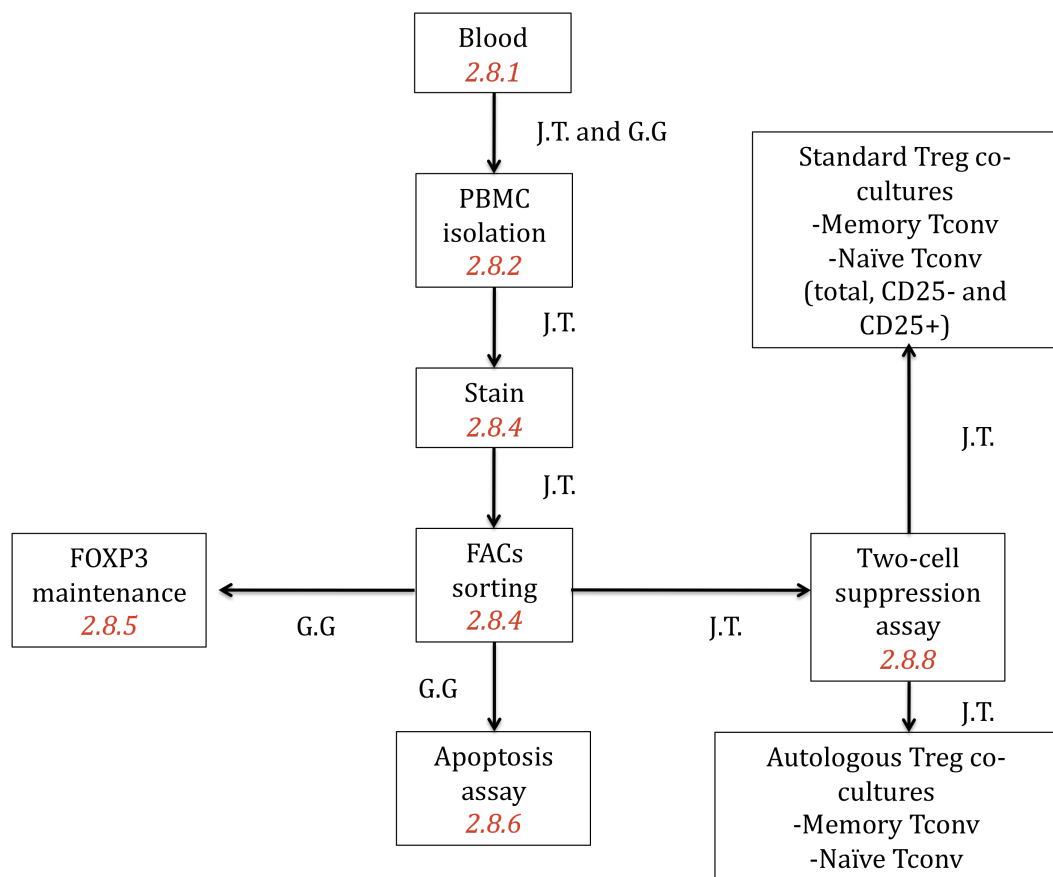 Blood
2.8.1
J.T. and G.G
PBMC
isolation
2.8.2
J.T.
Stain
2.8.4
J.T.
FACs
sorting
2.8.4
G.G
FOXP3
maintenance
2.8.5
G.G
Apoptosis
assay
2.8.6
J.T.
Two-cell
suppression
assay
2.8.8
J.T.
Standard Treg co-
cultures
-Memory Tconv
-Naïve Tconv
(total, CD25- and
CD25+)
J.T.
Autologous Treg co-
cultures
-Memory Tconv
-Naïve Tconv